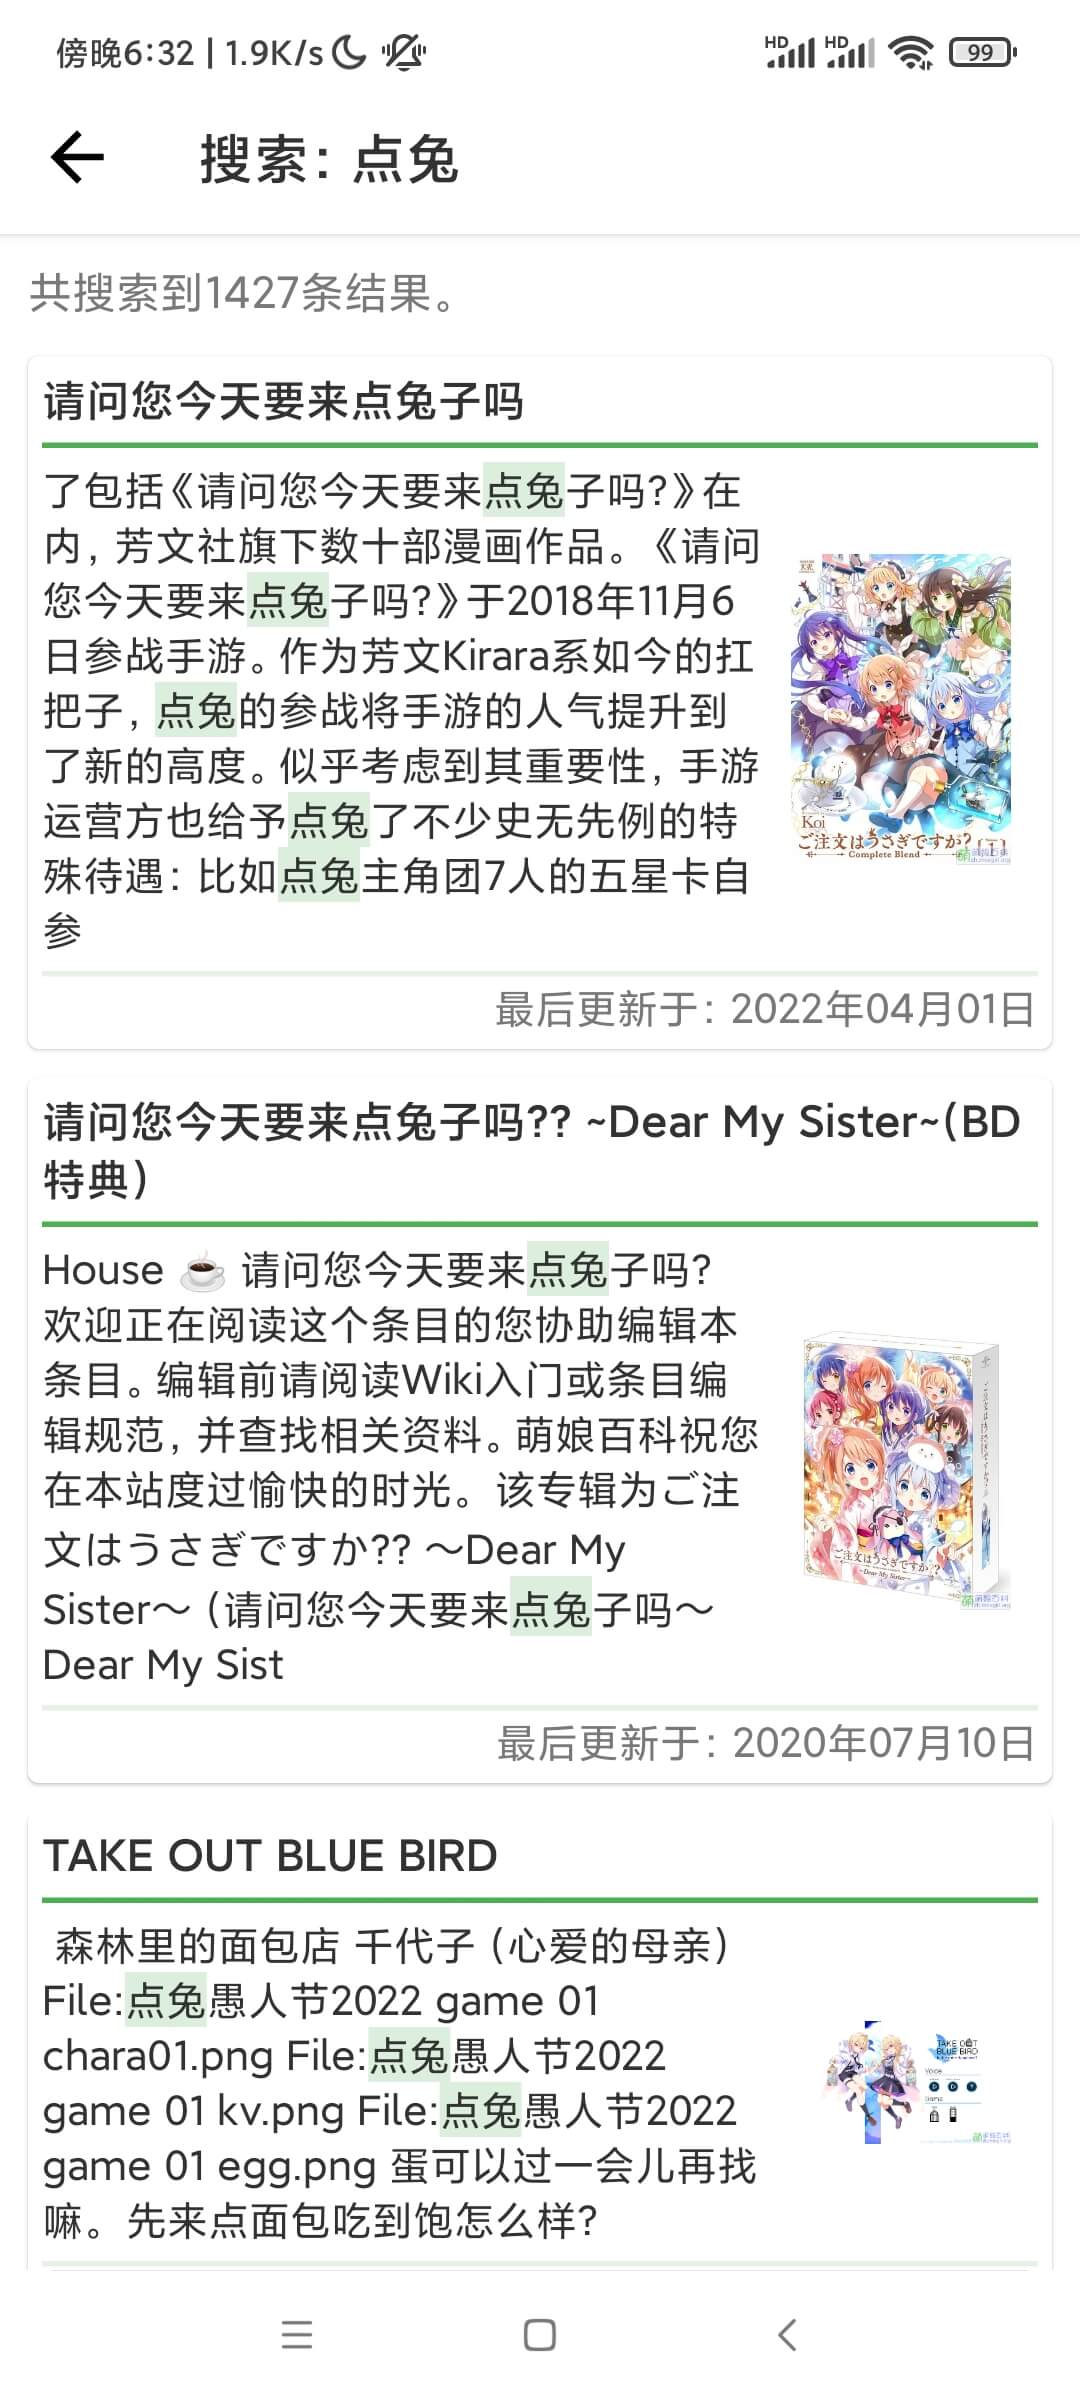 傍晚6:32 | 1.9K/s
HD HD 99
搜索：点兔
共搜索到1427条结果。
请问您今天要来点兔子吗
了包括《请问您今天要来点兔子吗?》在
内，芳文社旗下数十部漫画作品。《请问
您今天要来点兔子吗?》于2018年11月6
日参战手游。作为芳文Kirara系如今的扛
把子，点兔的参战将手游的人气提升到
了新的高度。似乎考虑到其重要性，手游
运营方也给予点兔了不少史无先例的特
殊待遇：比如点兔主角团7人的五星卡自
参
Koi
ご注文はうさぎですか?
Complete Blend
最后更新于：2022年04月01日
请问您今天要来点兔子吗?? ~Dear My Sister~(BD
特典)
House ☕ 请问您今天要来点兔子吗?
欢迎正在阅读这个条目的您协助编辑本
条目。编辑前请阅读Wiki入门或条目编
辑规范，并查找相关资料。萌娘百科祝您
在本站度过愉快的时光。该专辑为ご注
文はうさぎですか?? ～Dear My
Sister～（请问您今天要来点兔子吗～
Dear My Sist
ご注文はうさぎですか??
~Dear My Sister~
最后更新于：2020年07月10日
TAKE OUT BLUE BIRD
森林里的面包店 千代子（心爱的母亲）
File:点兔愚人节2022 game 01
chara01.png File:点兔愚人节2022
game 01 kv.png File:点兔愚人节2022
game 01 egg.png 蛋可以过一会儿再找
嘛。先来点面包吃到饱怎么样?
TAKE OUT
BLUE BIRD